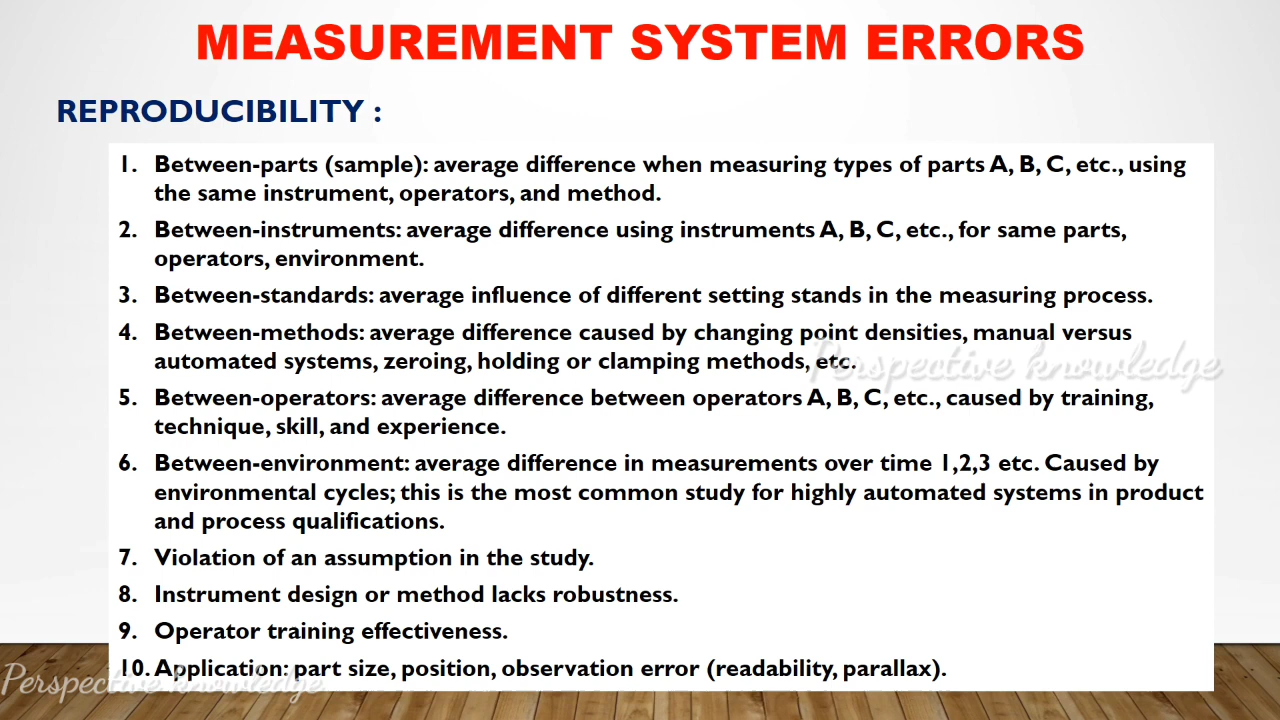 MEASUREMENT SYSTEM ERRORS
REPRODUCIBILITY :
1. Between-parts (sample): average difference when measuring types of parts A, B, C, etc., using
the same instrument, operators, and method.
2. Between-instruments: average difference using instruments A, B, C, etc., for same parts,
operators, environment.
3. Between-standards: average influence of different setting stands in the measuring process.
4. Between-methods: average difference caused by changing point densities, manual versus
automated systems, zeroing, holding or clamping methods, etc.
Perspective knowledge
5. Between-operators: average difference between operators A, B, C, etc., caused by training,
technique, skill, and experience.
6. Between-environment: average difference in measurements over time 1,2,3 etc. Caused by
environmental cycles; this is the most common study for highly automated systems in product
and process qualifications.
7. Violation of an assumption in the study.
8. Instrument design or method lacks robustness.
9. Operator training effectiveness.
10. Application: part size, position, observation error (readability, parallax).
Perspective knowledge